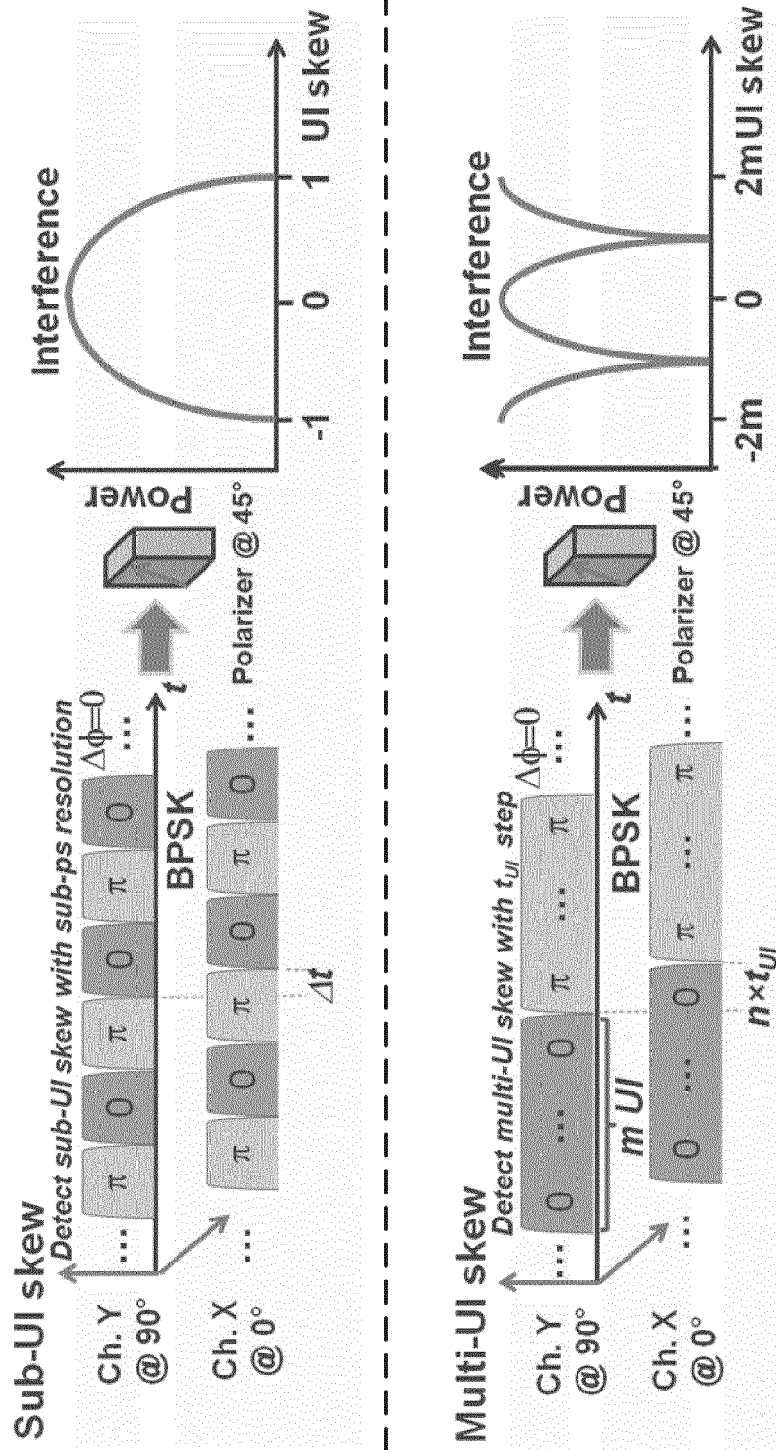 Sub-UI skew
Detect sub-UI skew with sub-ps resolution
Ch. Y
@ 90°
... π 0 π 0 π 0 ...
Δϕ=0
t
BPSK
Ch. X
@ 0°
... π 0 π 0 π 0 ...
Δt
Polarizer @ 45°
Power
Interference
-1 0 1
UI skew
Multi-UI skew
Detect multi-UI skew with tUI step
Ch. Y
@ 90°
... 0 ... 0 π ... π ...
Δϕ=0
t
m UI
BPSK
Ch. X
@ 0°
... 0 ... 0 π ... π ...
n×tUI
Polarizer @ 45°
Power
Interference
-2m 0 2m
UI skew